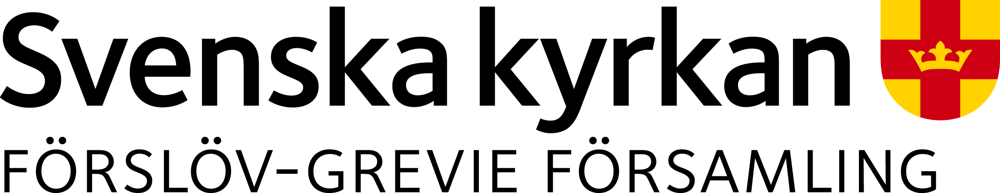 Svenska kyrkan
FÖRSLÖV-GREVIE FÖRSAMLING